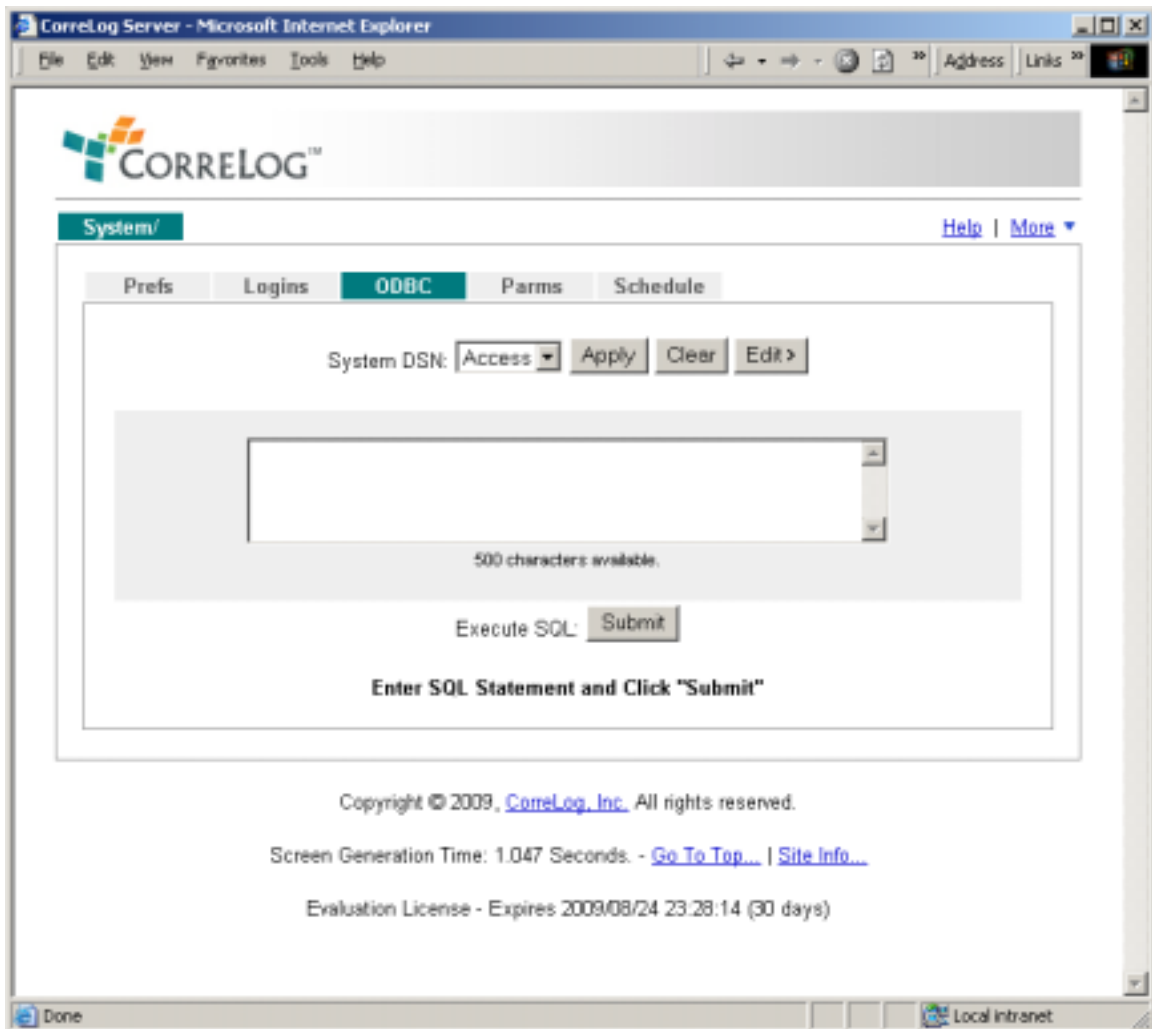 CorreLog Server - Microsoft Internet Explorer
File Edit View Favorites Tools Help Address Links
CORRELOG™
System/ Help | More
Prefs Logins ODBC Parms Schedule
System DSN: Access Apply Clear Edit >
500 characters available.
Execute SQL: Submit
Enter SQL Statement and Click "Submit"
Copyright © 2009, CorreLog, Inc. All rights reserved.
Screen Generation Time: 1.047 Seconds. - Go To Top... | Site Info...
Evaluation License - Expires 2009/08/24 23:28:14 (30 days)
Done Local intranet